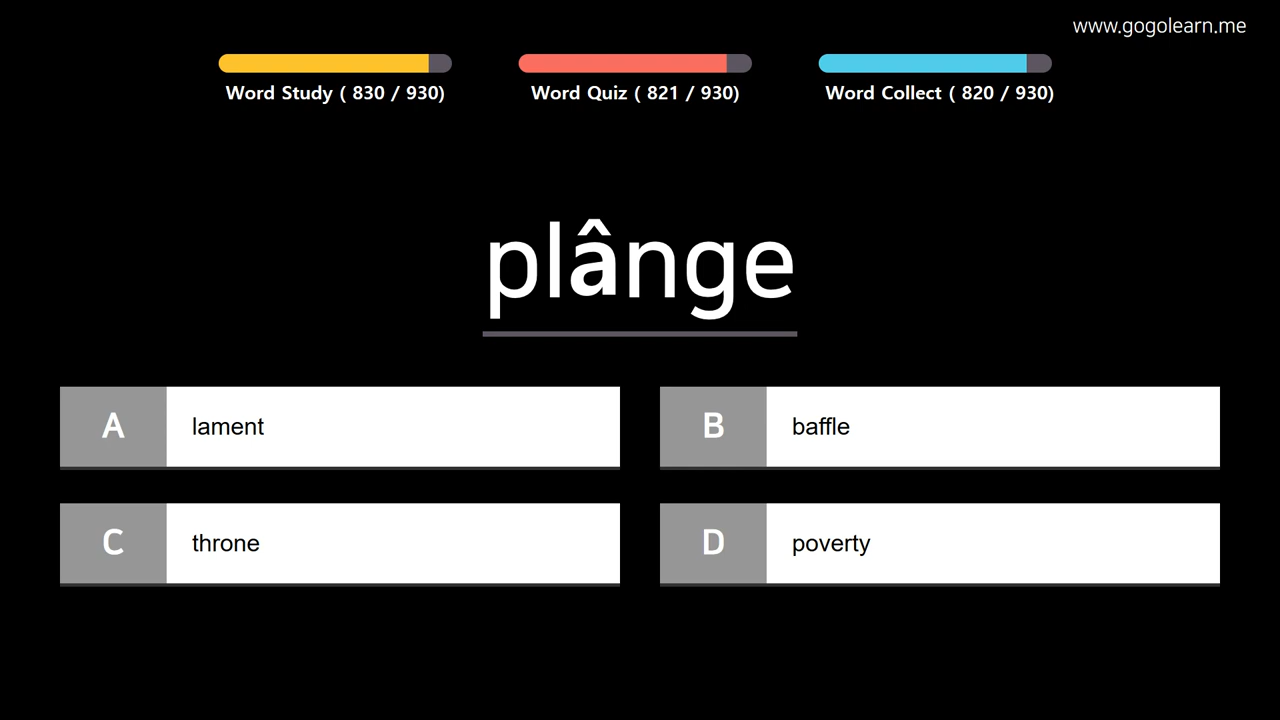 www.gogolearn.me
Word Study ( 830 / 930)
Word Quiz ( 821 / 930)
Word Collect ( 820 / 930)
plânge
A lament
B baffle
C throne
D poverty